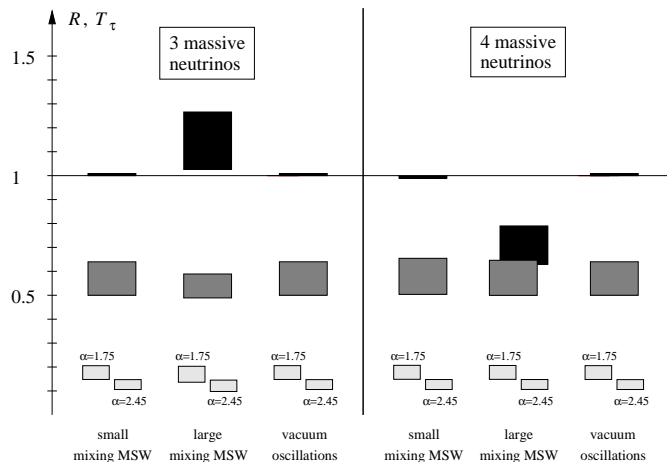 R, T_τ
3 massive
neutrinos
4 massive
neutrinos
1.5
1
0.5
α=1.75
α=1.75
α=1.75
α=1.75
α=1.75
α=1.75
α=2.45
α=2.45
α=2.45
α=2.45
α=2.45
α=2.45
small
mixing MSW
large
mixing MSW
vacuum
oscillations
small
mixing MSW
large
mixing MSW
vacuum
oscillations